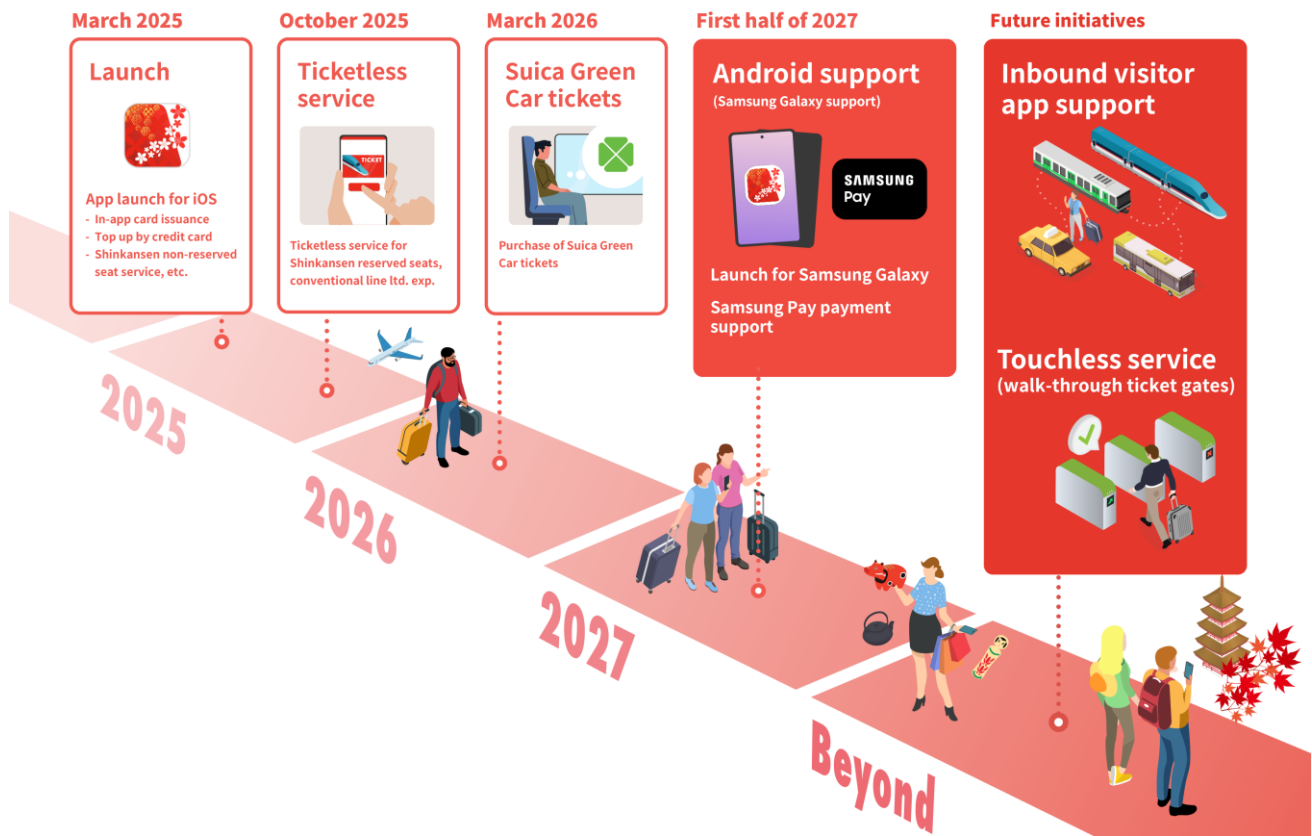 March 2025
Launch
App launch for iOS
- In-app card issuance
- Top up by credit card
- Shinkansen non-reserved
seat service, etc.
October 2025
Ticketless
service
TICKET
Ticketless service for
Shinkansen reserved seats,
conventional line ltd. exp.
March 2026
Suica Green
Car tickets
Purchase of Suica Green
Car tickets
First half of 2027
Android support
(Samsung Galaxy support)
SAMSUNG
Pay
Launch for Samsung Galaxy
Samsung Pay payment
support
Future initiatives
Inbound visitor
app support
Touchless service
(walk-through ticket gates)
2025
2026
2027
Beyond